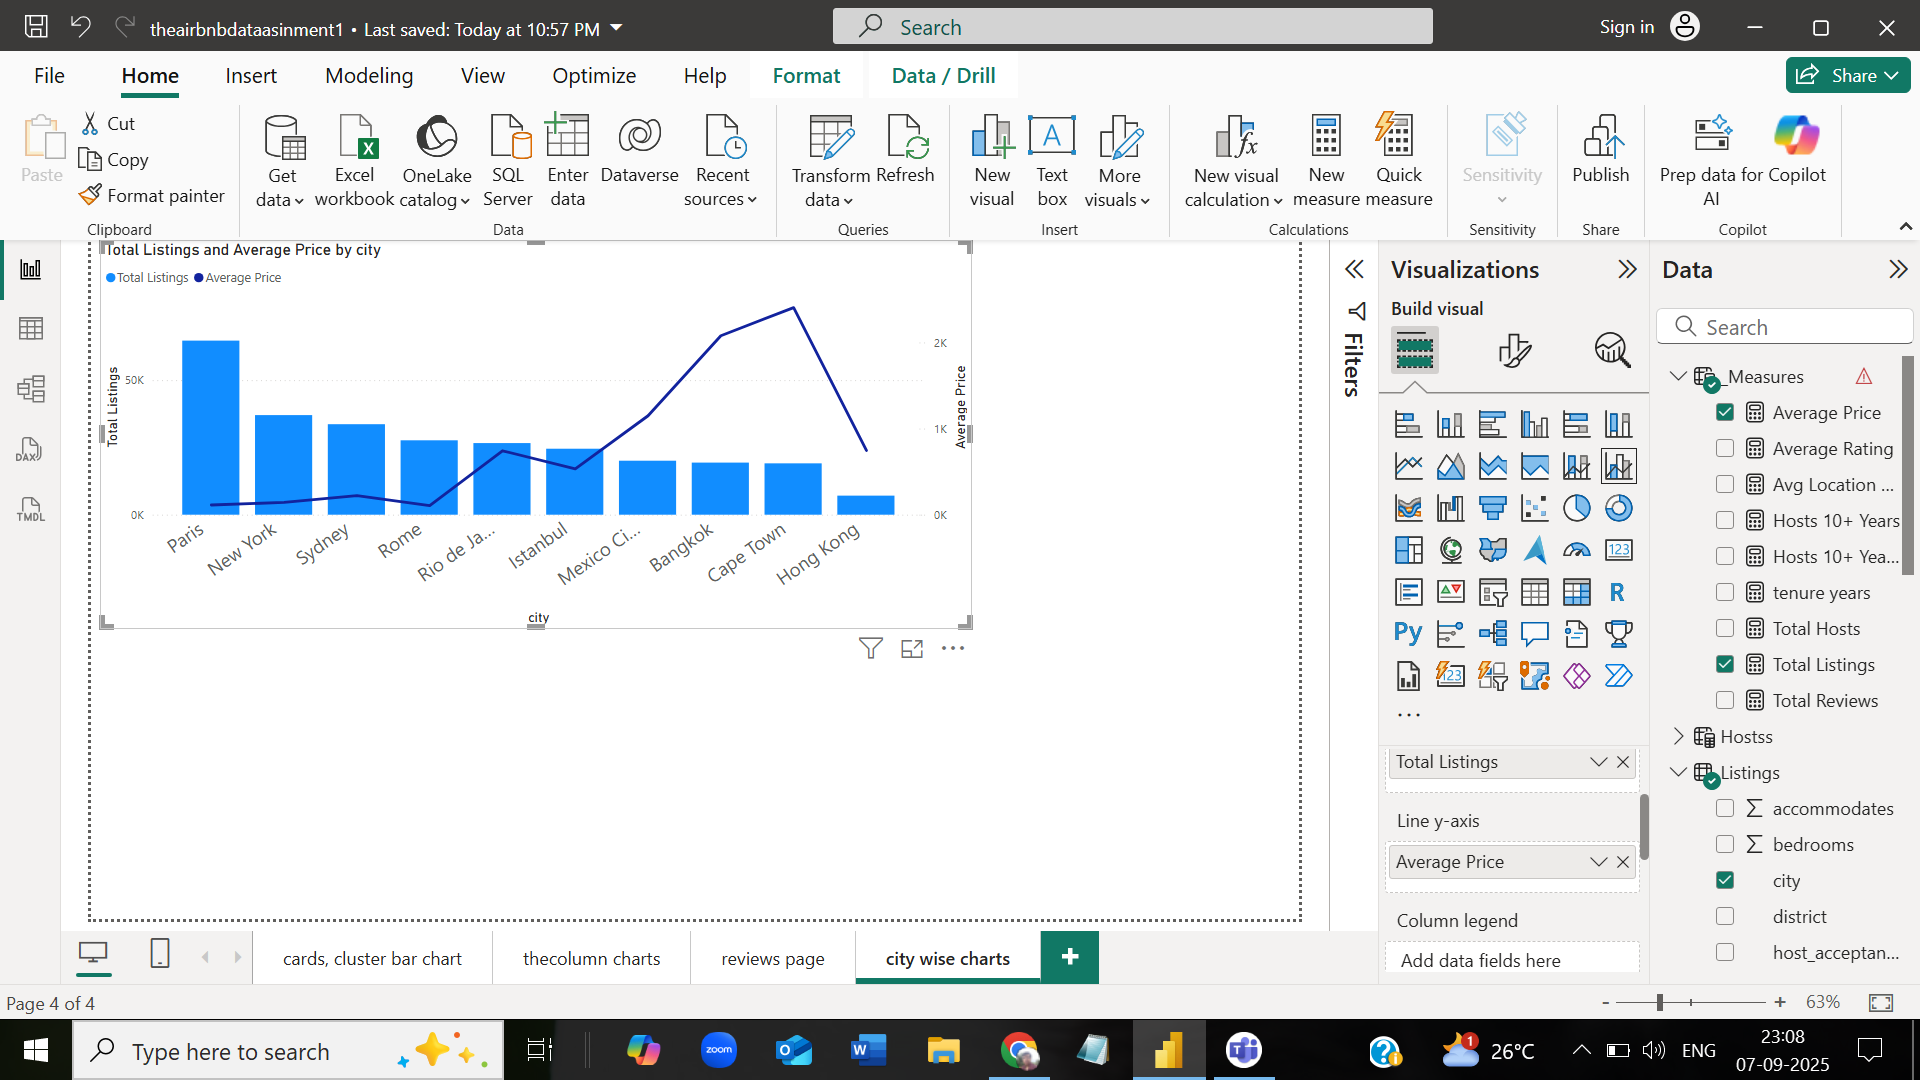 theairbnbdataasinment1 • Last saved: Today at 10:57 PM
Search
Sign in
File
Home
Insert
Modeling
View
Optimize
Help
Format
Data / Drill
Share
Paste
Cut
Copy
Format painter
Clipboard
Get
data
Excel
workbook
OneLake
catalog
SQL
Server
Enter
data
Dataverse
Recent
sources
Data
Transform
data
Refresh
Queries
New
visual
Text
box
More
visuals
Insert
New visual
calculation
New
measure
Quick
measure
Calculations
Sensitivity
Sensitivity
Publish
Share
Prep data for
AI
Copilot
Copilot
Total Listings and Average Price by city
Total Listings
Average Price
Total Listings
50K
0K
2K
1K
0K
Average Price
Paris
New York
Sydney
Rome
Rio de Ja...
Istanbul
Mexico Ci...
Bangkok
Cape Town
Hong Kong
city
Filters
Visualizations
Build visual
123
R
Py
123
...
Total Listings
Line y-axis
Average Price
Column legend
Add data fields here
Data
Search
_Measures
Average Price
Average Rating
Avg Location ...
Hosts 10+ Years
Hosts 10+ Yea...
tenure years
Total Hosts
Total Listings
Total Reviews
Hostss
Listings
accommodates
bedrooms
city
district
host_acceptan...
DAX
TMDL
cards, cluster bar chart
thecolumn charts
reviews page
city wise charts
+
Page 4 of 4
- + 63%
Type here to search
zoom
1
26°C
ENG
23:08
07-09-2025